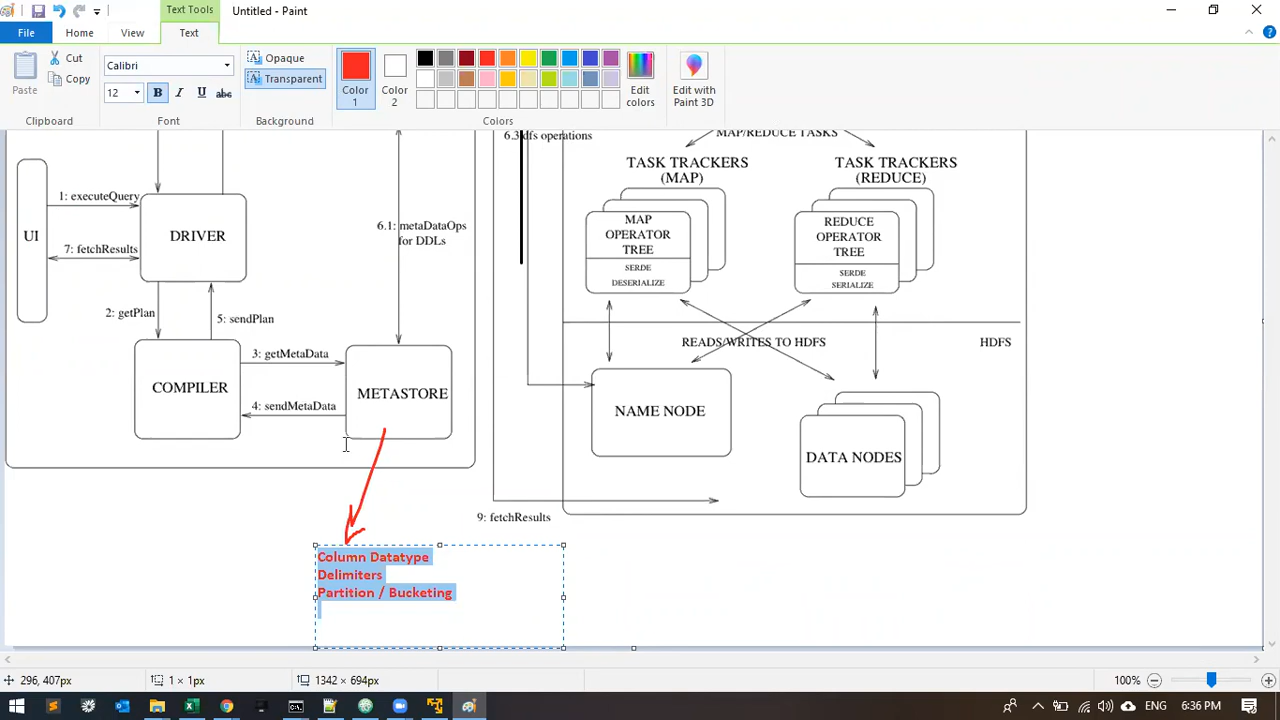 Text Tools
Untitled - Paint
File
Home
View
Text
Paste
Cut
Copy
Clipboard
Calibri
12
B
I
U
abc
Font
Opaque
Transparent
Background
Color 1
Color 2
Edit colors
Colors
Edit with Paint 3D
6.3 dfs operations
MAP/REDUCE TASKS
TASK TRACKERS
(MAP)
TASK TRACKERS
(REDUCE)
1: executeQuery
UI
DRIVER
7: fetchResults
6.1: metaDataOps
for DDLs
MAP
OPERATOR
TREE
SERDE
DESERIALIZE
REDUCE
OPERATOR
TREE
SERDE
SERIALIZE
2: getPlan
5: sendPlan
READS/WRITES TO HDFS
HDFS
3: getMetaData
COMPILER
METASTORE
4: sendMetaData
NAME NODE
DATA NODES
9: fetchResults
Column Datatype
Delimiters
Partition / Bucketing
296, 407px
1 × 1px
1342 × 694px
100%
ENG
6:36 PM